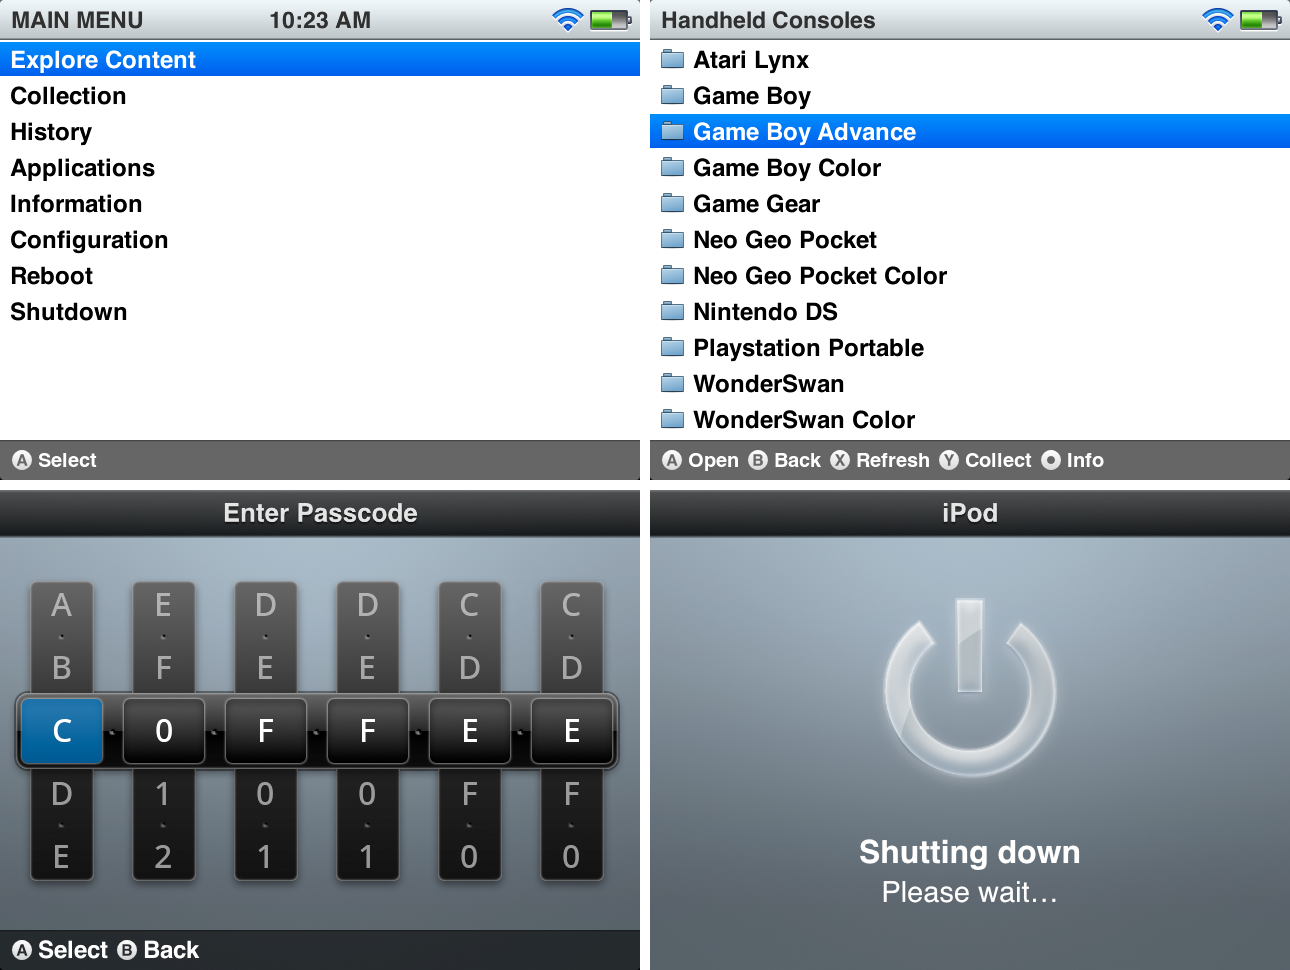 MAIN MENU 10:23 AM
Explore Content
Collection
History
Applications
Information
Configuration
Reboot
Shutdown
A Select
Handheld Consoles
Atari Lynx
Game Boy
Game Boy Advance
Game Boy Color
Game Gear
Neo Geo Pocket
Neo Geo Pocket Color
Nintendo DS
Playstation Portable
WonderSwan
WonderSwan Color
A Open B Back X Refresh Y Collect Info
Enter Passcode
A E D D C C
B F E E D D
C 0 F F E E
D 1 0 0 F F
E 2 1 1 0 0
A Select B Back
iPod
Shutting down
Please wait...